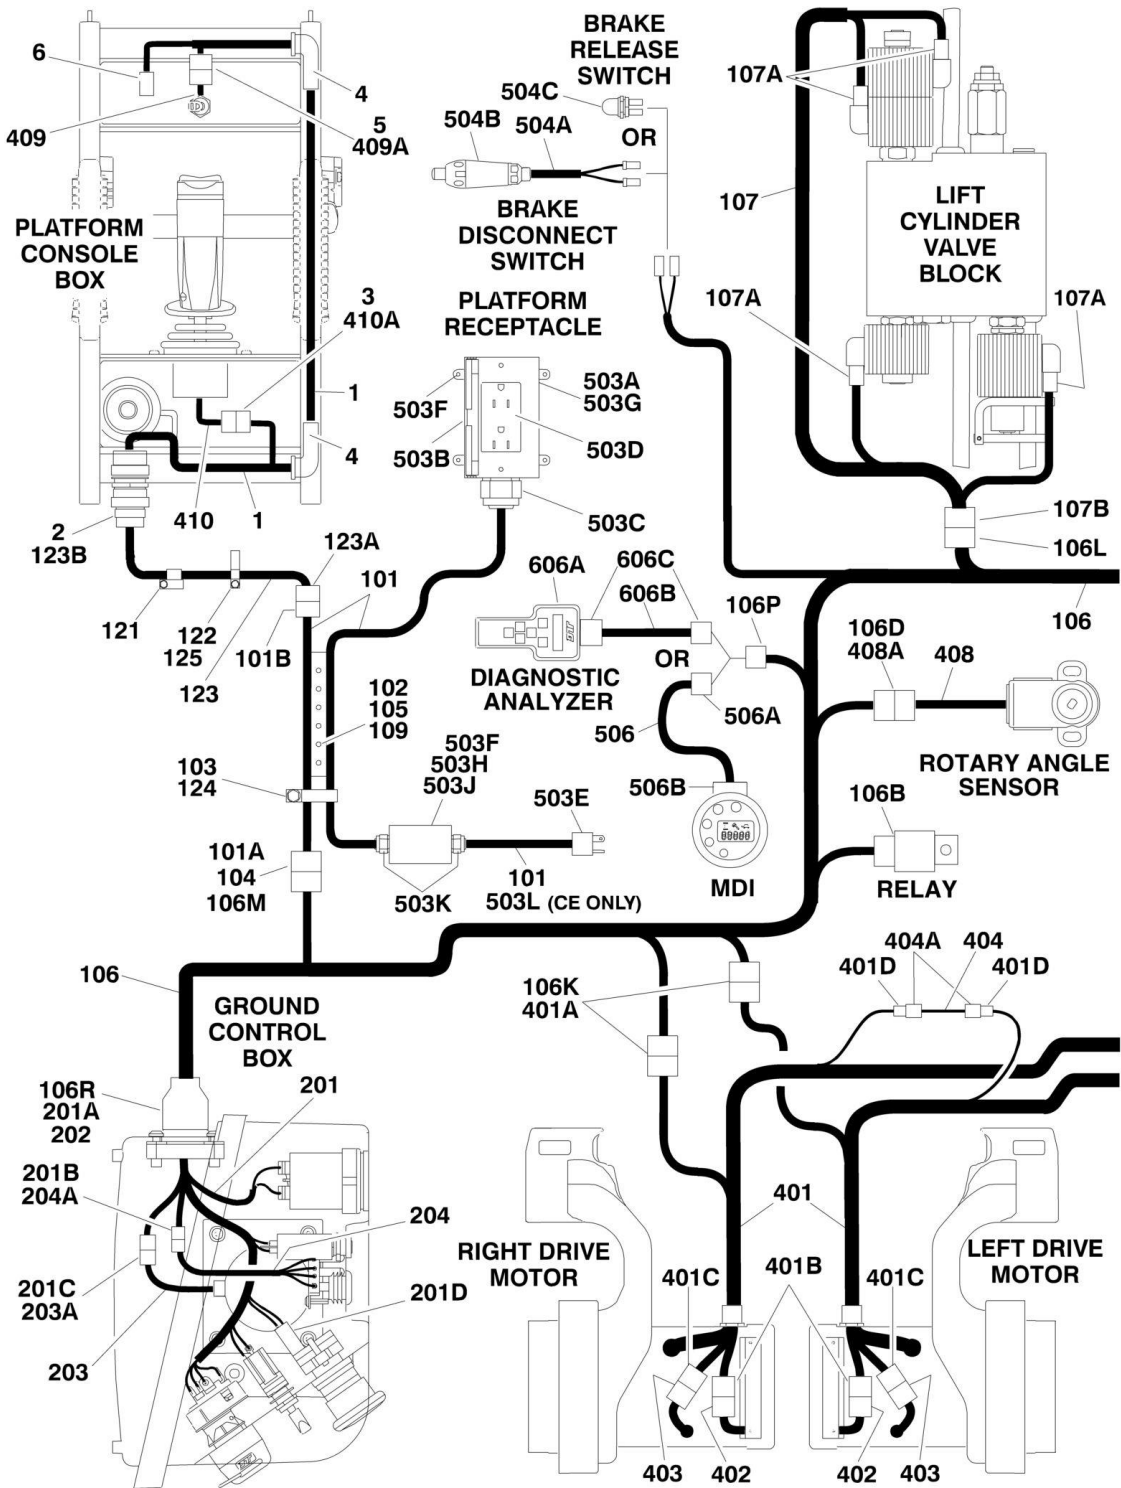 6
409
4
5
409A
PLATFORM
CONSOLE
BOX
3
410A
1
4
410
1
2
123B
BRAKE
RELEASE
SWITCH
504C
504B
504A
OR
BRAKE
DISCONNECT
SWITCH
PLATFORM
RECEPTACLE
503F
503A
503G
503B
503D
503C
107A
107
LIFT
CYLINDER
VALVE
BLOCK
107A
107A
107B
106L
106
123A
101
121
122
125
101B
123
606A
606C
606B
106P
OR
DIAGNOSTIC
ANALYZER
506
506A
506B
88888
MDI
106D
408A
408
ROTARY ANGLE
SENSOR
106B
RELAY
102
105
109
103
124
503F
503H
503J
503E
101A
104
106M
503K
101
503L (CE ONLY)
106
GROUND
CONTROL
BOX
106K
401A
404A
404
401D
401D
106R
201A
202
201
201B
204A
204
201C
203A
201D
203
RIGHT DRIVE
MOTOR
401
LEFT DRIVE
MOTOR
401C
401B
401C
403
402
402
403